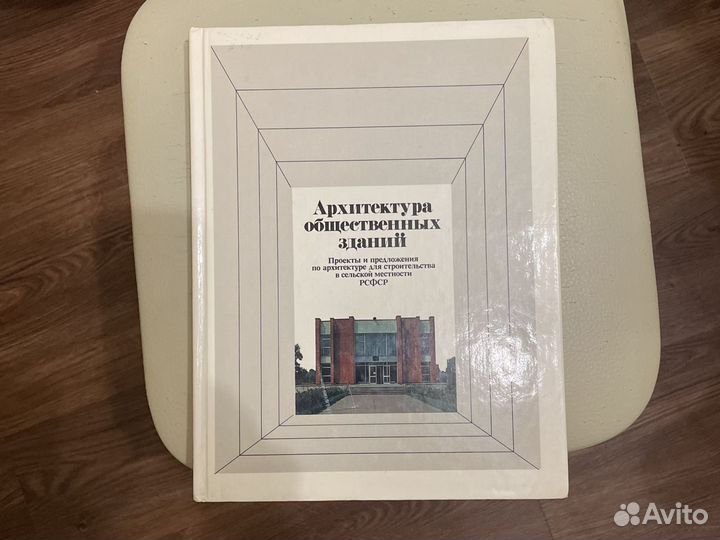 Архитектура
общественных
зданий
Проекты и предложения
по архитектуре для строительства
в сельской местности
РСФСР
Avito